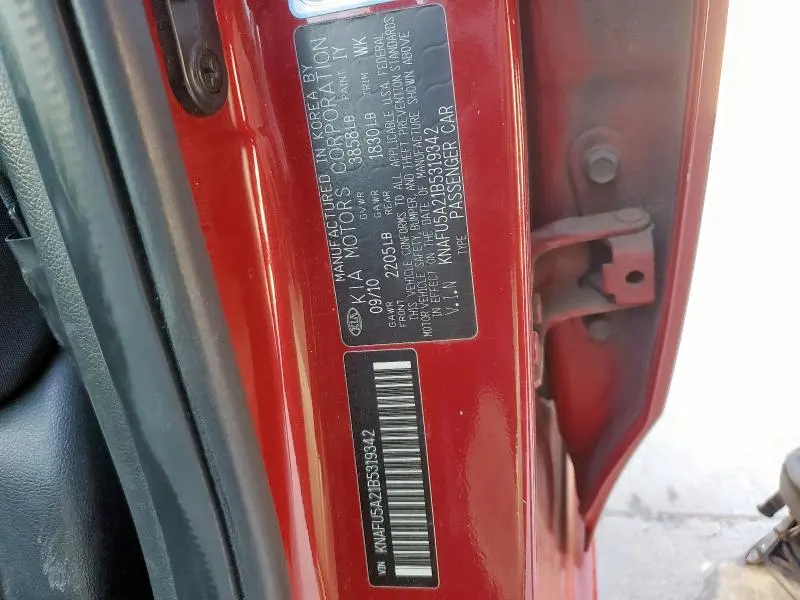 MANUFACTURED IN KOREA BY
KIA KIA MOTORS CORPORATION
09/10 GVWR 3858LB PAINT IY
GAWR FRONT 2205LB GAWR REAR 1830LB TRIM WK
THIS VEHICLE CONFORMS TO ALL APPLICABLE U.S.A FEDERAL
MOTOR VEHICLE SAFETY, BUMPER, AND THEFT PREVENTION STANDARDS
IN EFFECT ON THE DATE OF MANUFACTURE SHOWN ABOVE
V.I.N KNAFU5A21B5319342
TYPE PASSENGER CAR
VIN KNAFU5A21B5319342